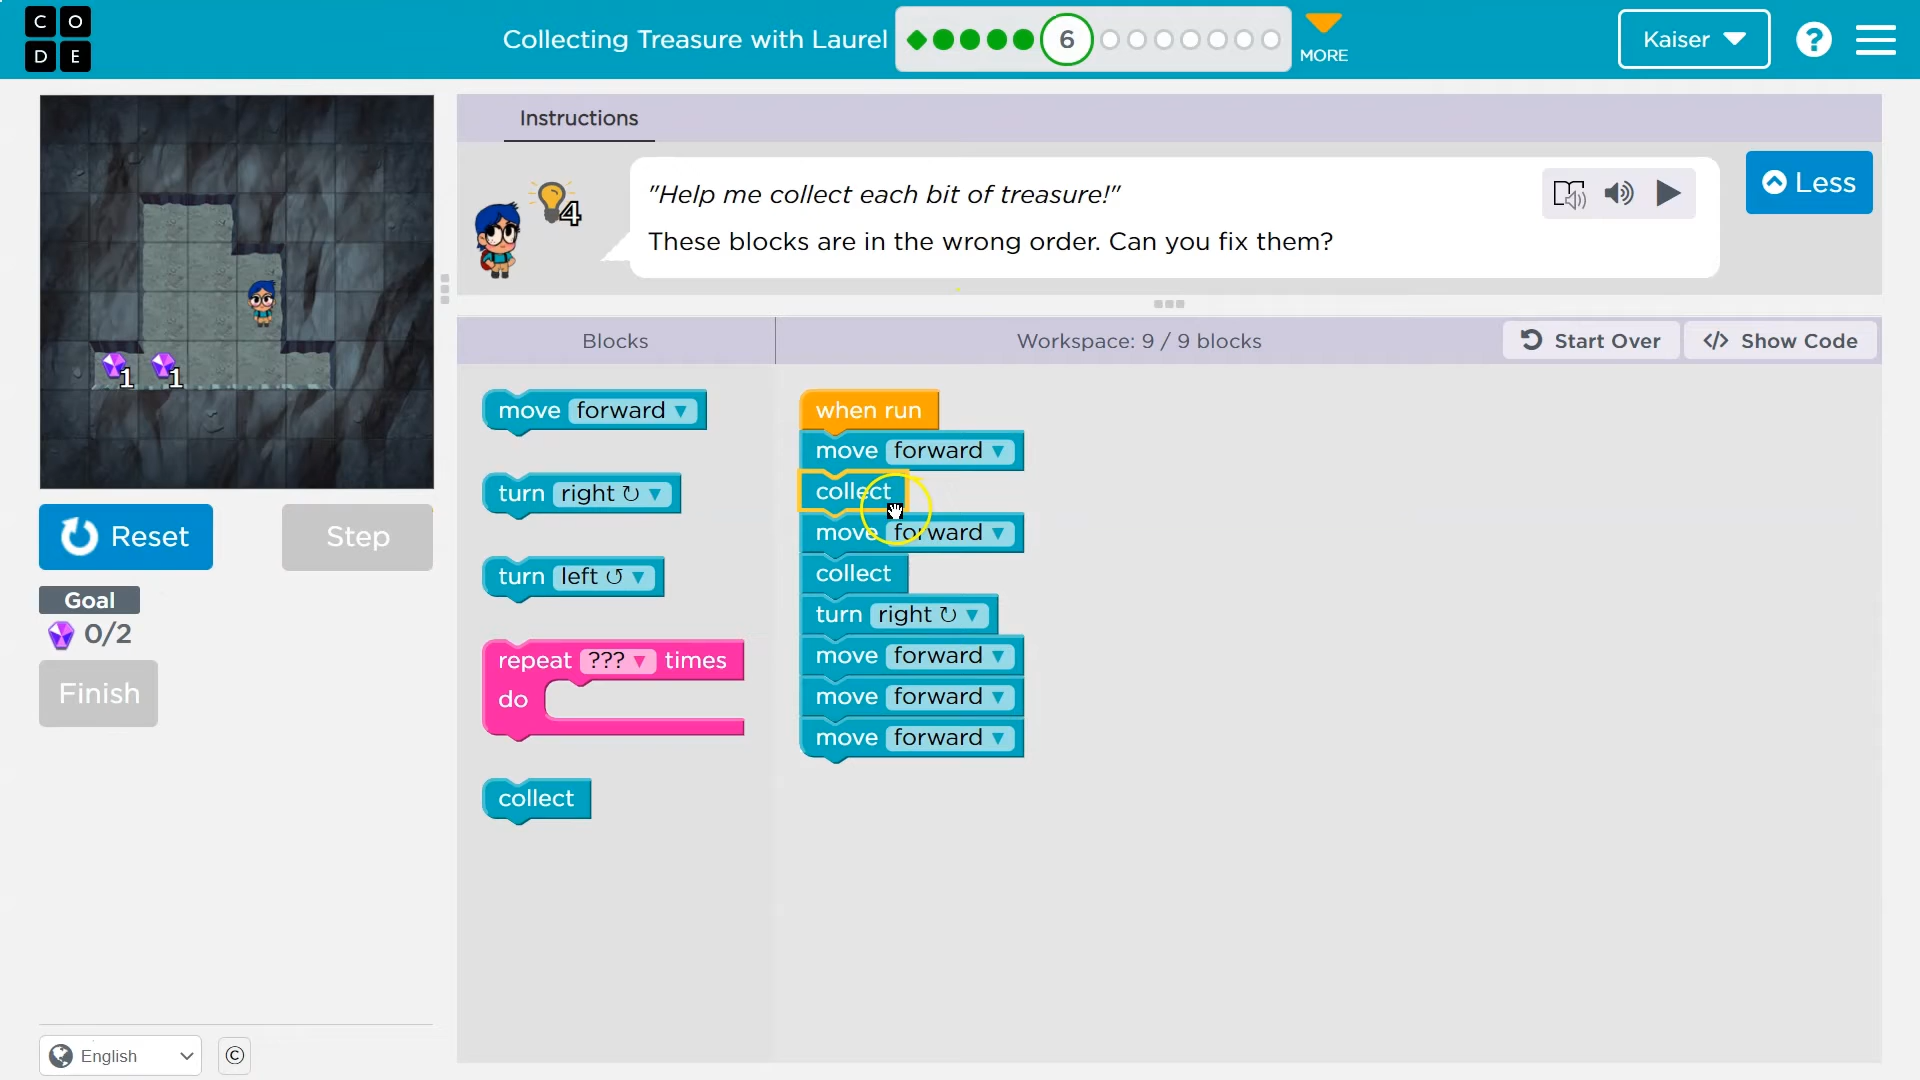 C O
D E
Collecting Treasure with Laurel
6
MORE
Kaiser
?
Instructions
4
"Help me collect each bit of treasure!"
These blocks are in the wrong order. Can you fix them?
Less
1 1
Blocks
Workspace: 9 / 9 blocks
Start Over
</> Show Code
Reset
Step
Goal
0/2
Finish
move forward
turn right
turn left
repeat ??? times
do
collect
when run
move forward
collect
move forward
collect
turn right
move forward
move forward
move forward
English
©